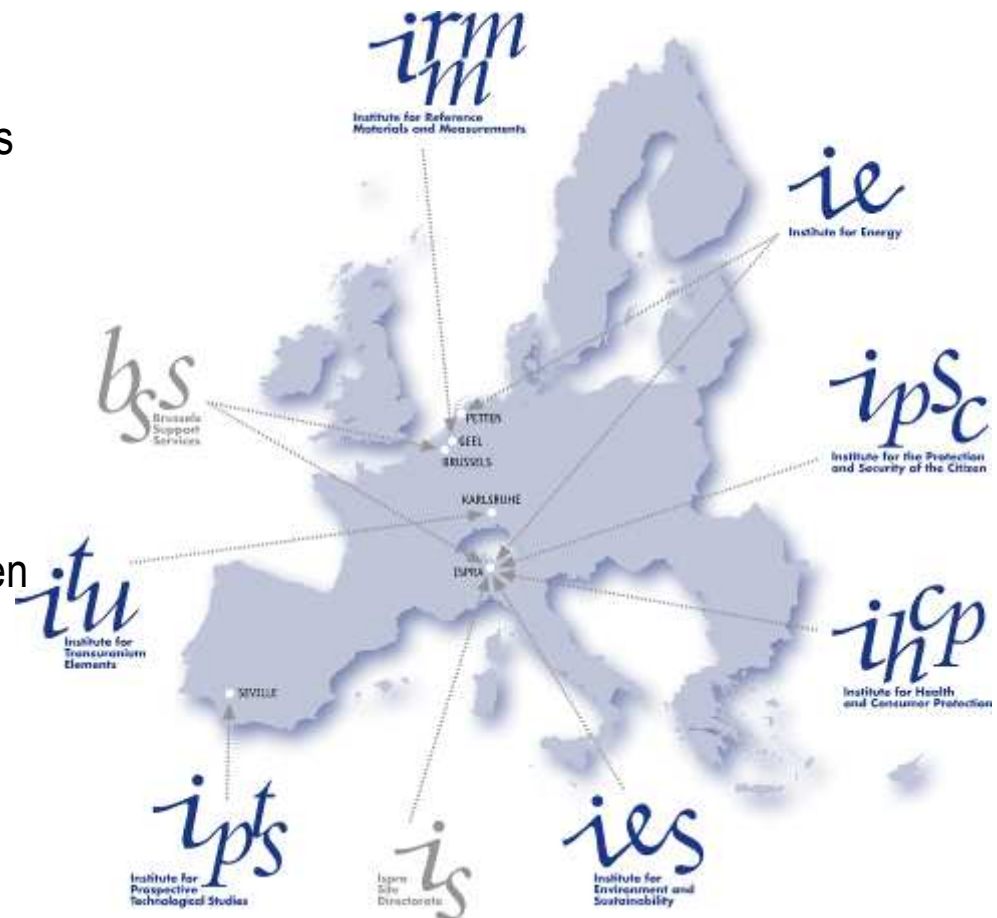 irmm
Institute for Reference
Materials and Measurements
s
ie
Institute for Energy
bss
Brussels
Support
Services
ipsc
Institute for the Protection
and Security of the Citizen
PETTEN
GEEL
BRUSSELS
KARLSRUHE
ISPRA
en
itu
Institute for
Transuranium
Elements
ihcp
Institute for Health
and Consumer Protection
SEVILLE
ipts
Institute for
Prospective
Technological Studies
is
Ispra
Site
Directorate
ies
Institute for
Environment and
Sustainability